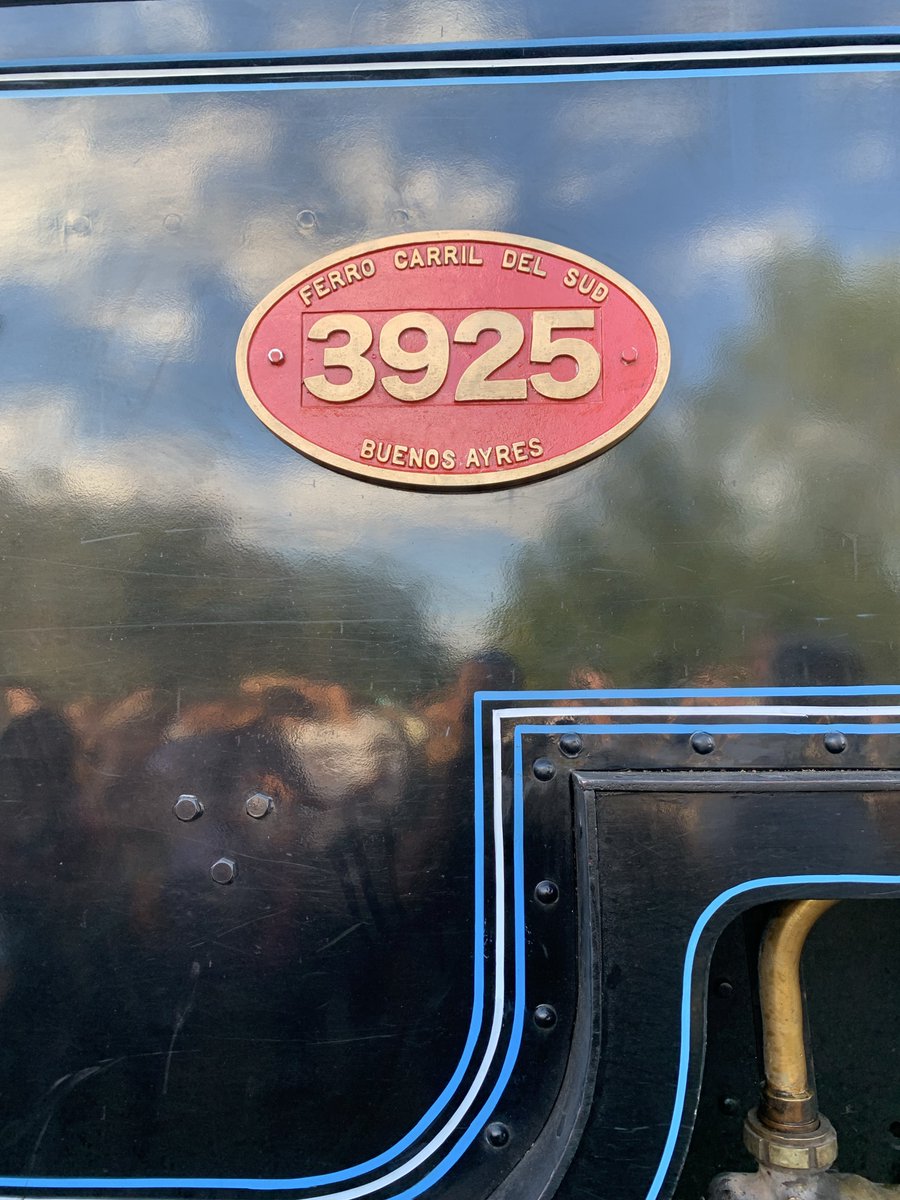 FERRO CARRIL DEL SUD
3925
BUENOS AYRES